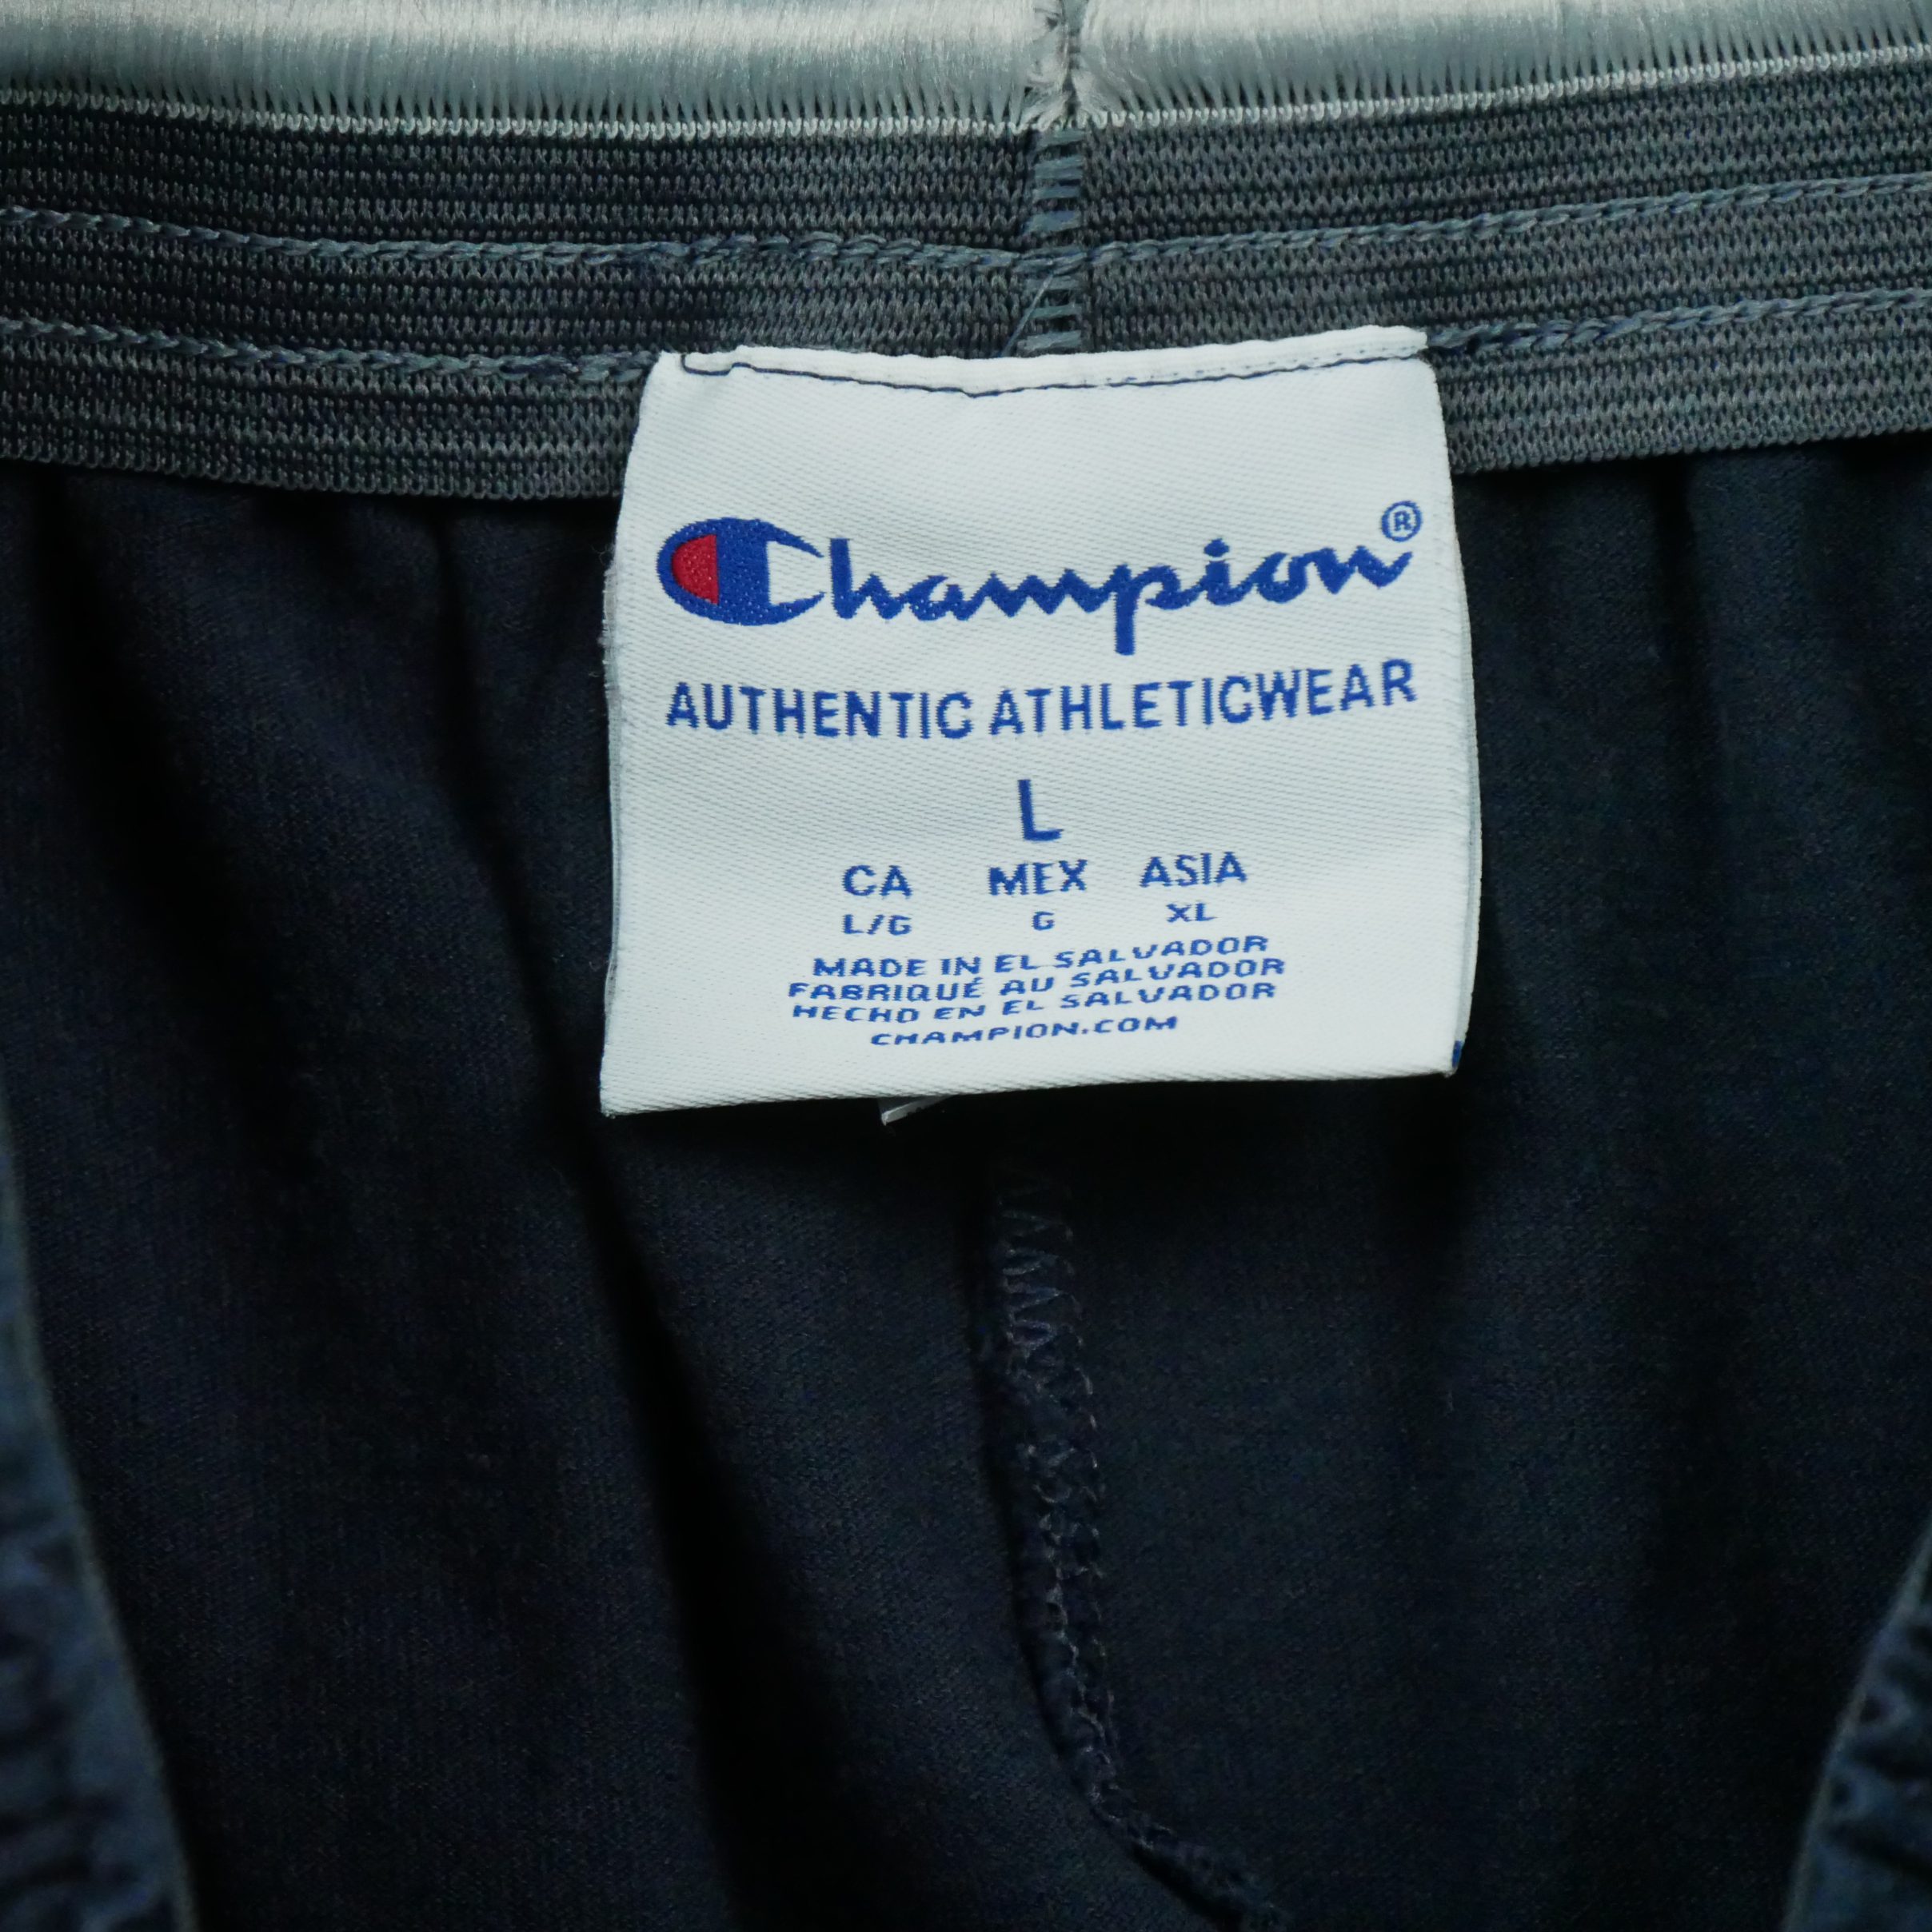 Champion®
AUTHENTIC ATHLETICWEAR
L
CA MEX ASIA
L/G G XL
MADE IN EL SALVADOR
FABRIQUÉ AU SALVADOR
HECHO EN EL SALVADOR
CHAMPION.COM